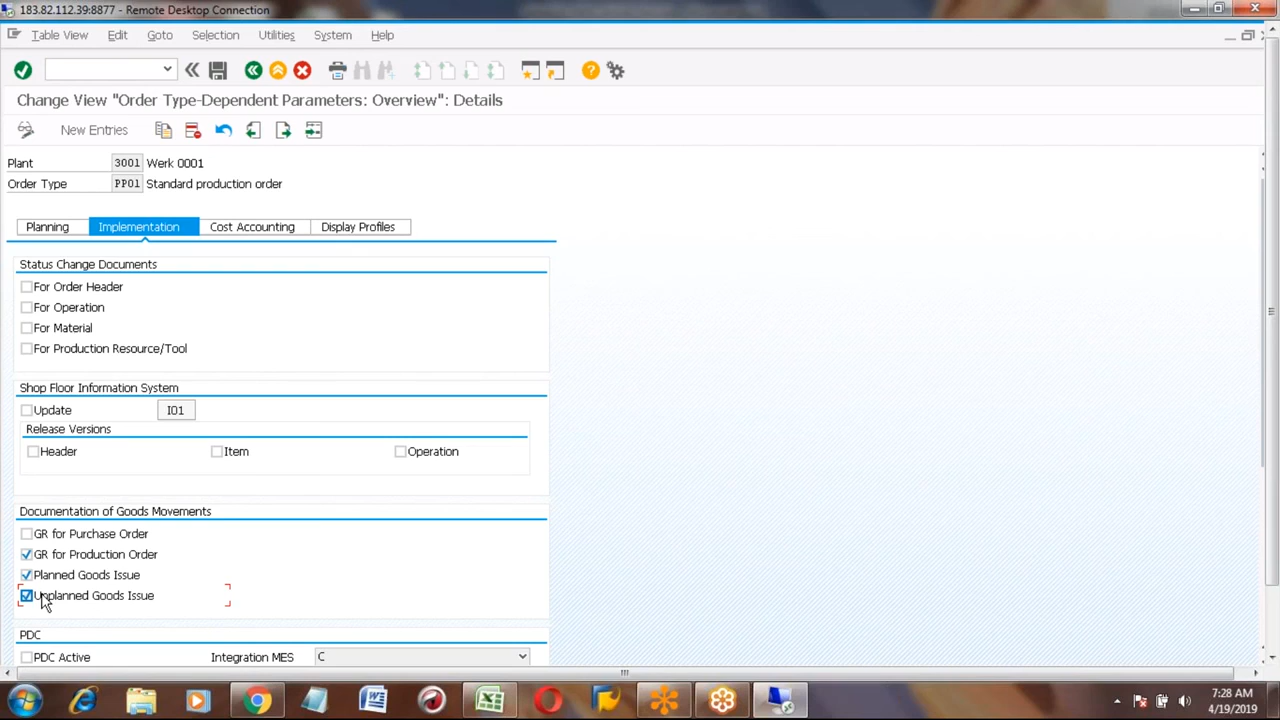 183.82.112.39:8877 - Remote Desktop Connection
Table View Edit Goto Selection Utilities System Help
Change View "Order Type-Dependent Parameters: Overview": Details
New Entries
Plant 3001 Werk 0001
Order Type PP01 Standard production order
Planning Implementation Cost Accounting Display Profiles
Status Change Documents
For Order Header
For Operation
For Material
For Production Resource/Tool
Shop Floor Information System
Update I01
Release Versions
Header Item Operation
Documentation of Goods Movements
GR for Purchase Order
GR for Production Order
Planned Goods Issue
Unplanned Goods Issue
PDC
PDC Active Integration MES C
7:28 AM
4/19/2019